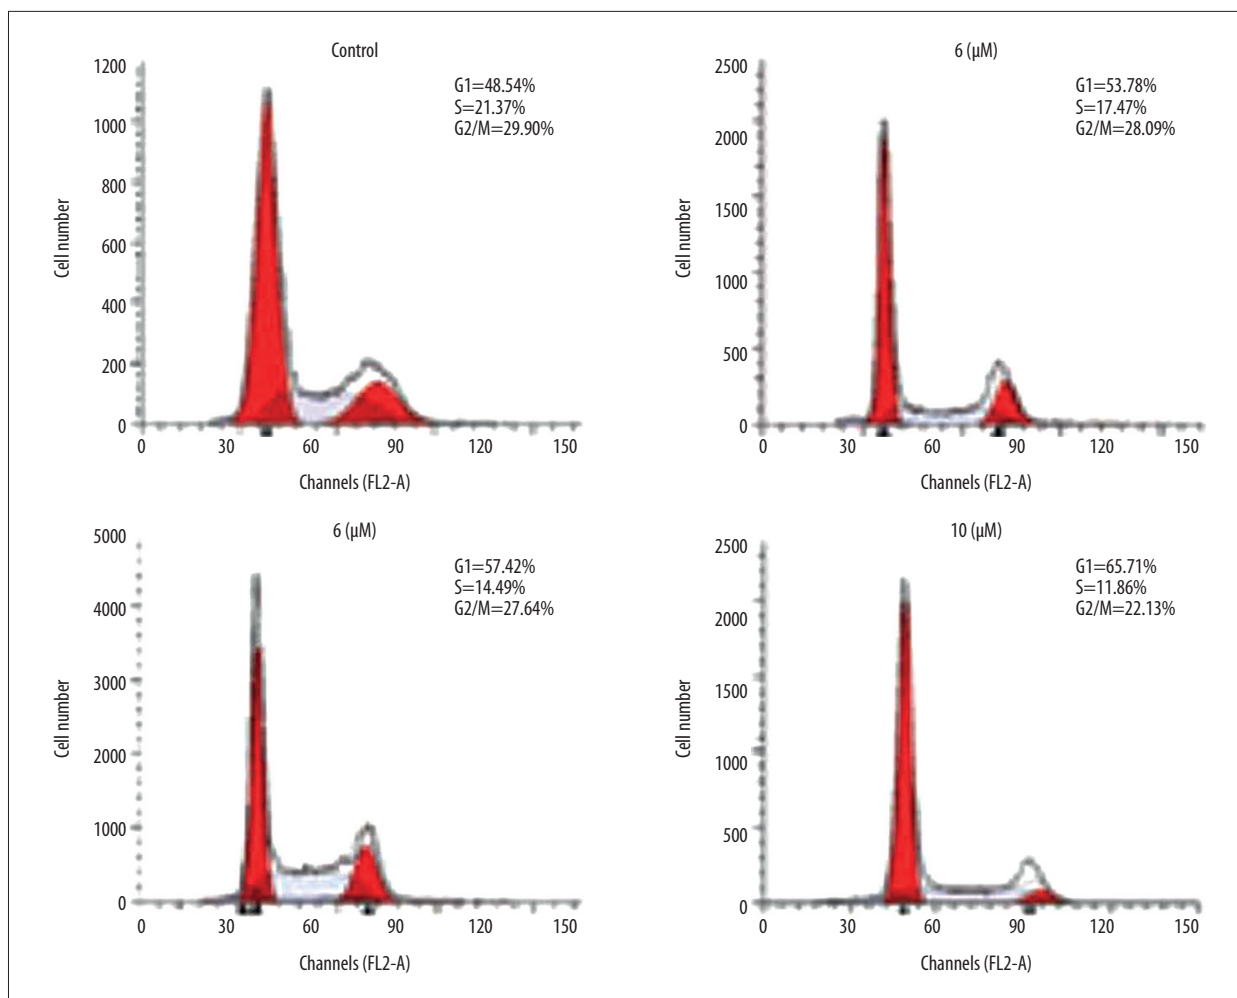 Control
G1=48.54%
S=21.37%
G2/M=29.90%
1200
1000
800
600
400
200
0
Cell number
0 30 60 90 120 150
Channels (FL2-A)
6 (μM)
G1=53.78%
S=17.47%
G2/M=28.09%
2500
2000
1500
1000
500
0
Cell number
0 30 60 90 120 150
Channels (FL2-A)
6 (μM)
G1=57.42%
S=14.49%
G2/M=27.64%
5000
4000
3000
2000
1000
0
Cell number
0 30 60 90 120 150
Channels (FL2-A)
10 (μM)
G1=65.71%
S=11.86%
G2/M=22.13%
2500
2000
1500
1000
500
0
Cell number
0 30 60 90 120 150
Channels (FL2-A)